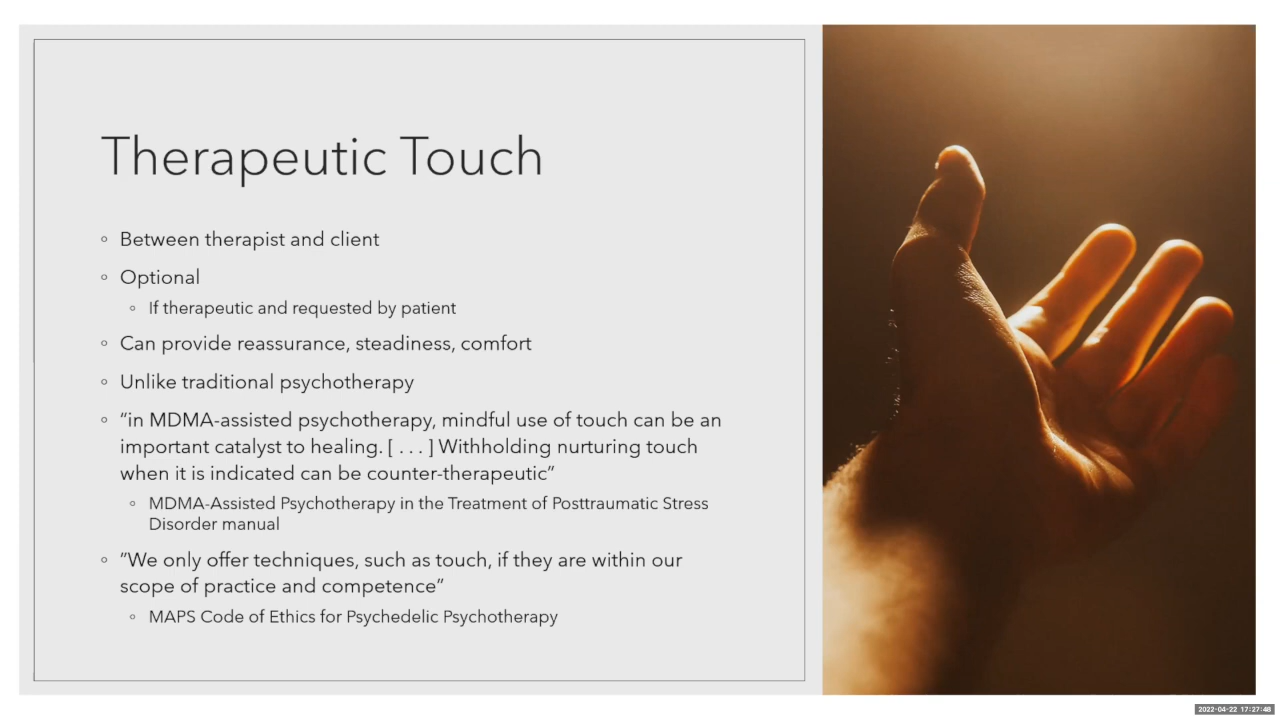 Therapeutic Touch
◦ Between therapist and client
◦ Optional
◦ If therapeutic and requested by patient
◦ Can provide reassurance, steadiness, comfort
◦ Unlike traditional psychotherapy
◦ “in MDMA-assisted psychotherapy, mindful use of touch can be an
important catalyst to healing. [ . . . ] Withholding nurturing touch
when it is indicated can be counter-therapeutic”
◦ MDMA-Assisted Psychotherapy in the Treatment of Posttraumatic Stress
Disorder manual
◦ ”We only offer techniques, such as touch, if they are within our
scope of practice and competence”
◦ MAPS Code of Ethics for Psychedelic Psychotherapy
2022-04-22 17:27:48